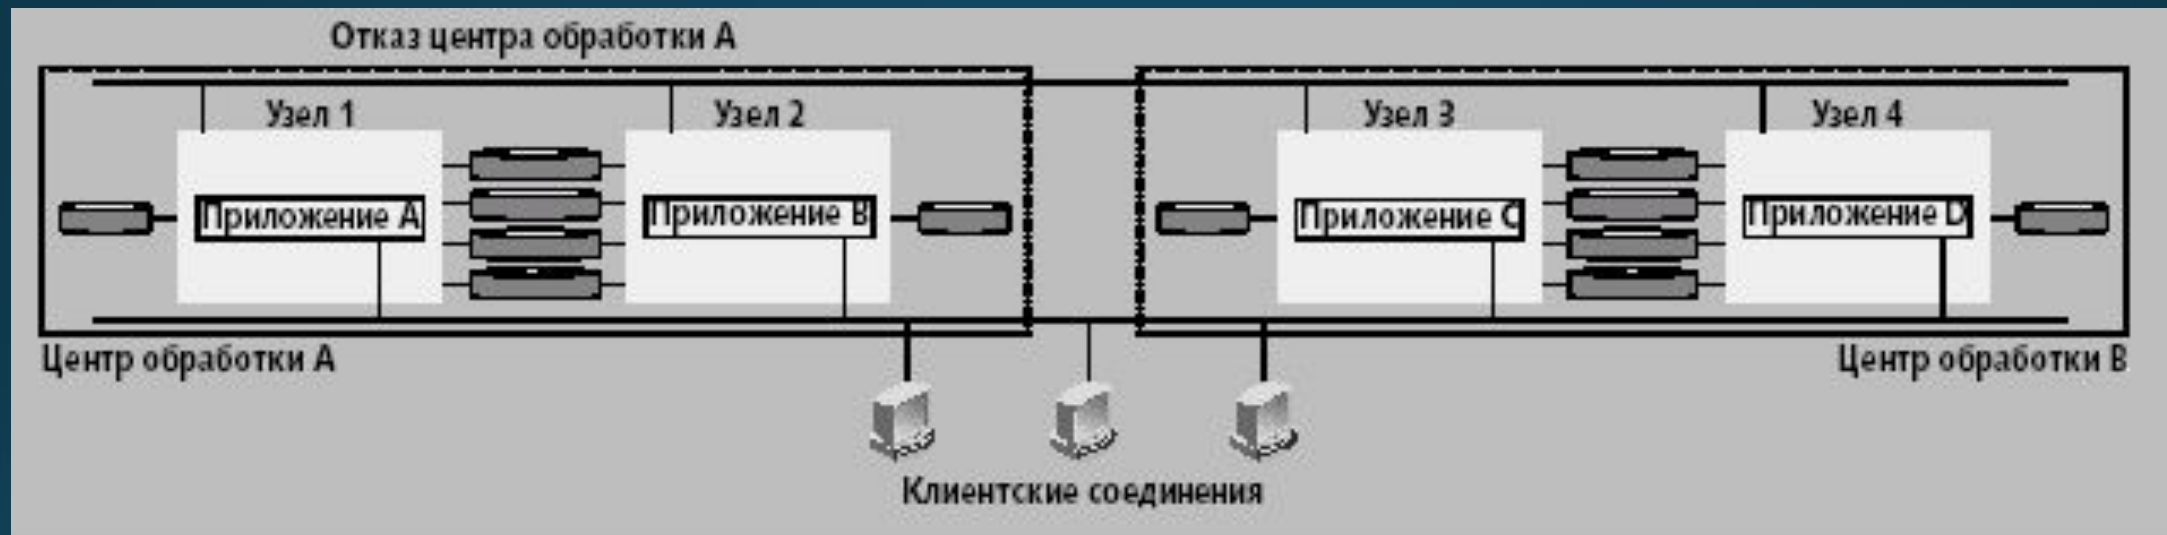 Отказ центра обработки А
Узел 1
Узел 2
Узел 3
Узел 4
Приложение А
Приложение В
Приложение С
Приложение D
Центр обработки А
Центр обработки В
Клиентские соединения